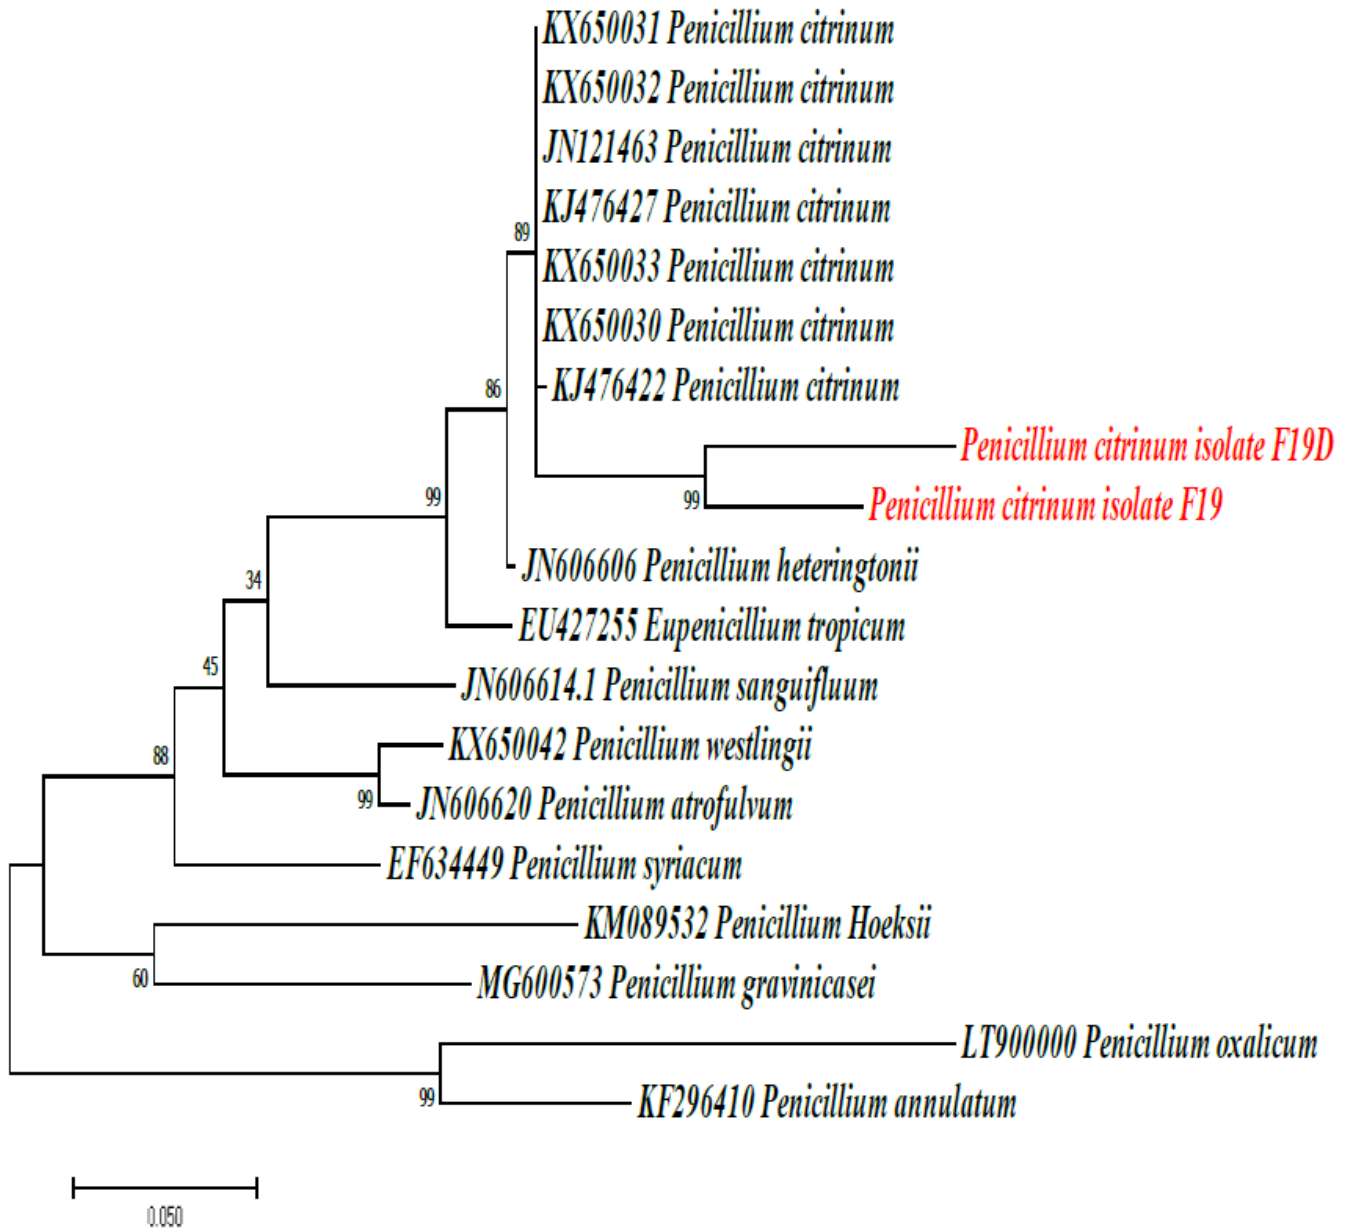 KX650031 Penicillium citrinum
KX650032 Penicillium citrinum
JN121463 Penicillium citrinum
KJ476427 Penicillium citrinum
89
KX650033 Penicillium citrinum
KX650030 Penicillium citrinum
86
KJ476422 Penicillium citrinum
Penicillium citrinum isolate F19D
99
99
Penicillium citrinum isolate F19
JN606606 Penicillium heteringtonii
34
EU427255 Eupenicillium tropicum
45
JN606614.1 Penicillium sanguifluum
KX650042 Penicillium westlingii
88
99
JN606620 Penicillium atrofulvum
EF634449 Penicillium syriacum
KM089532 Penicillium Hoeksii
60
MG600573 Penicillium gravinicasei
LT900000 Penicillium oxalicum
99
KF296410 Penicillium annulatum
0.050